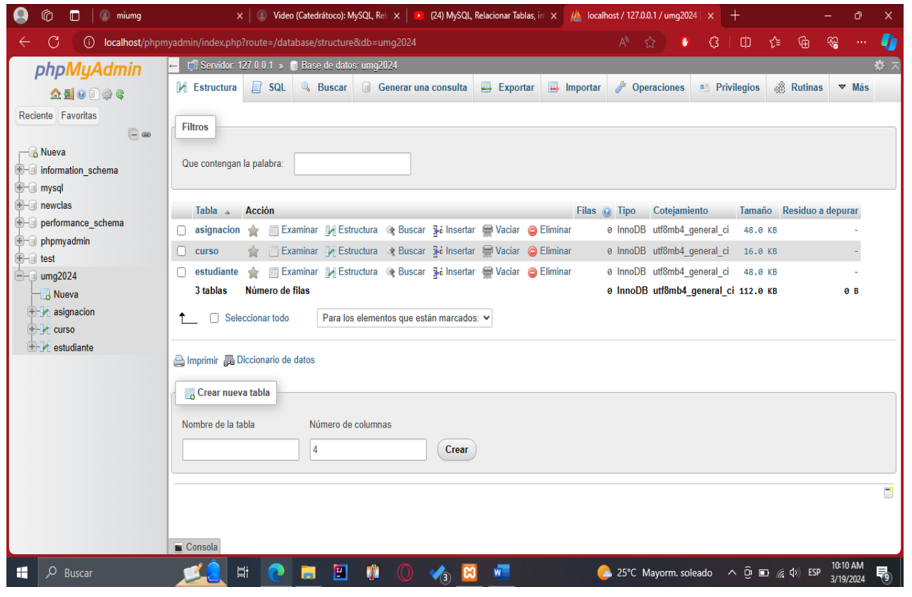 miumg
Video (Catedrátoco): MySQL, Rel
(24) MySQL, Relacionar Tablas, in
localhost / 127.0.0.1 / umg2024 |
localhost/phpmyadmin/index.php?route=/database/structure&db=umg2024
phpMyAdmin
Reciente Favoritas
Nueva
information_schema
mysql
newclas
performance_schema
phpmyadmin
test
umg2024
Nueva
asignacion
curso
estudiante
Servidor: 127.0.0.1 » Base de datos: umg2024
Estructura SQL Buscar Generar una consulta Exportar Importar Operaciones Privilegios Rutinas Más
Filtros
Que contengan la palabra:
Tabla Acción Filas Tipo Cotejamiento Tamaño Residuo a depurar
asignacion Examinar Estructura Buscar Insertar Vaciar Eliminar 0 InnoDB utf8mb4_general_ci 48.0 KB -
curso Examinar Estructura Buscar Insertar Vaciar Eliminar 0 InnoDB utf8mb4_general_ci 16.0 KB -
estudiante Examinar Estructura Buscar Insertar Vaciar Eliminar 0 InnoDB utf8mb4_general_ci 48.0 KB -
3 tablas Número de filas 0 InnoDB utf8mb4_general_ci 112.0 KB 0 B
Seleccionar todo Para los elementos que están marcados:
Imprimir Diccionario de datos
Crear nueva tabla
Nombre de la tabla Número de columnas
4 Crear
Consola
Buscar
25°C Mayorm. soleado
ESP
10:10 AM
3/19/2024